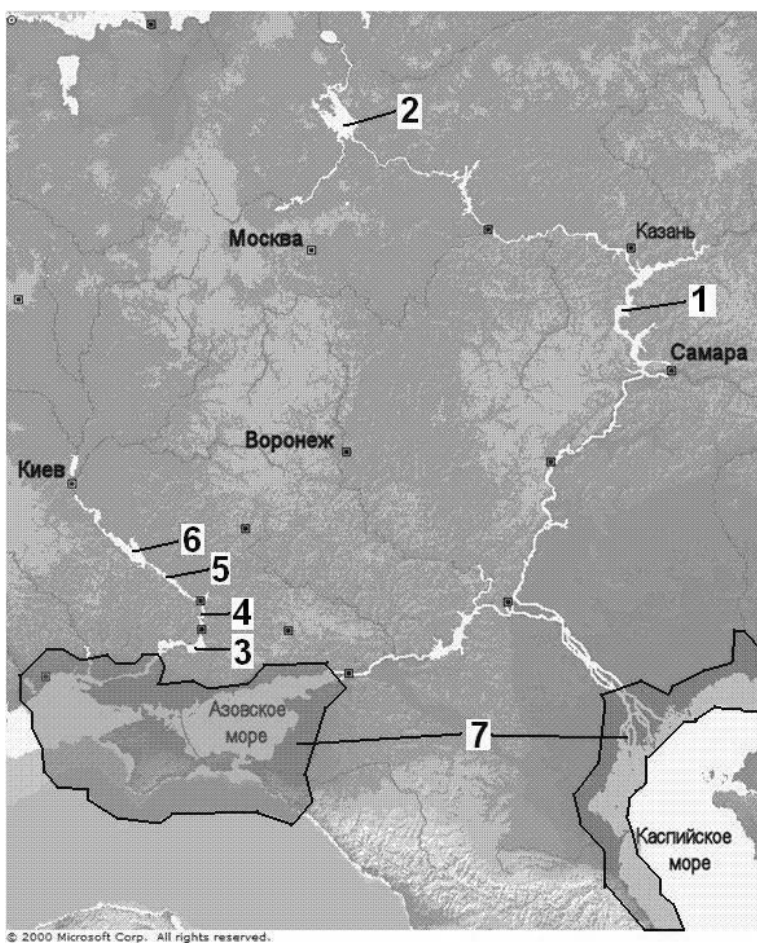 2
Москва
Казань
1
Самара
Воронеж
Киев
6
5
4
3
Азовское
море
7
Каспийское
море
© 2000 Microsoft Corp. All rights reserved.